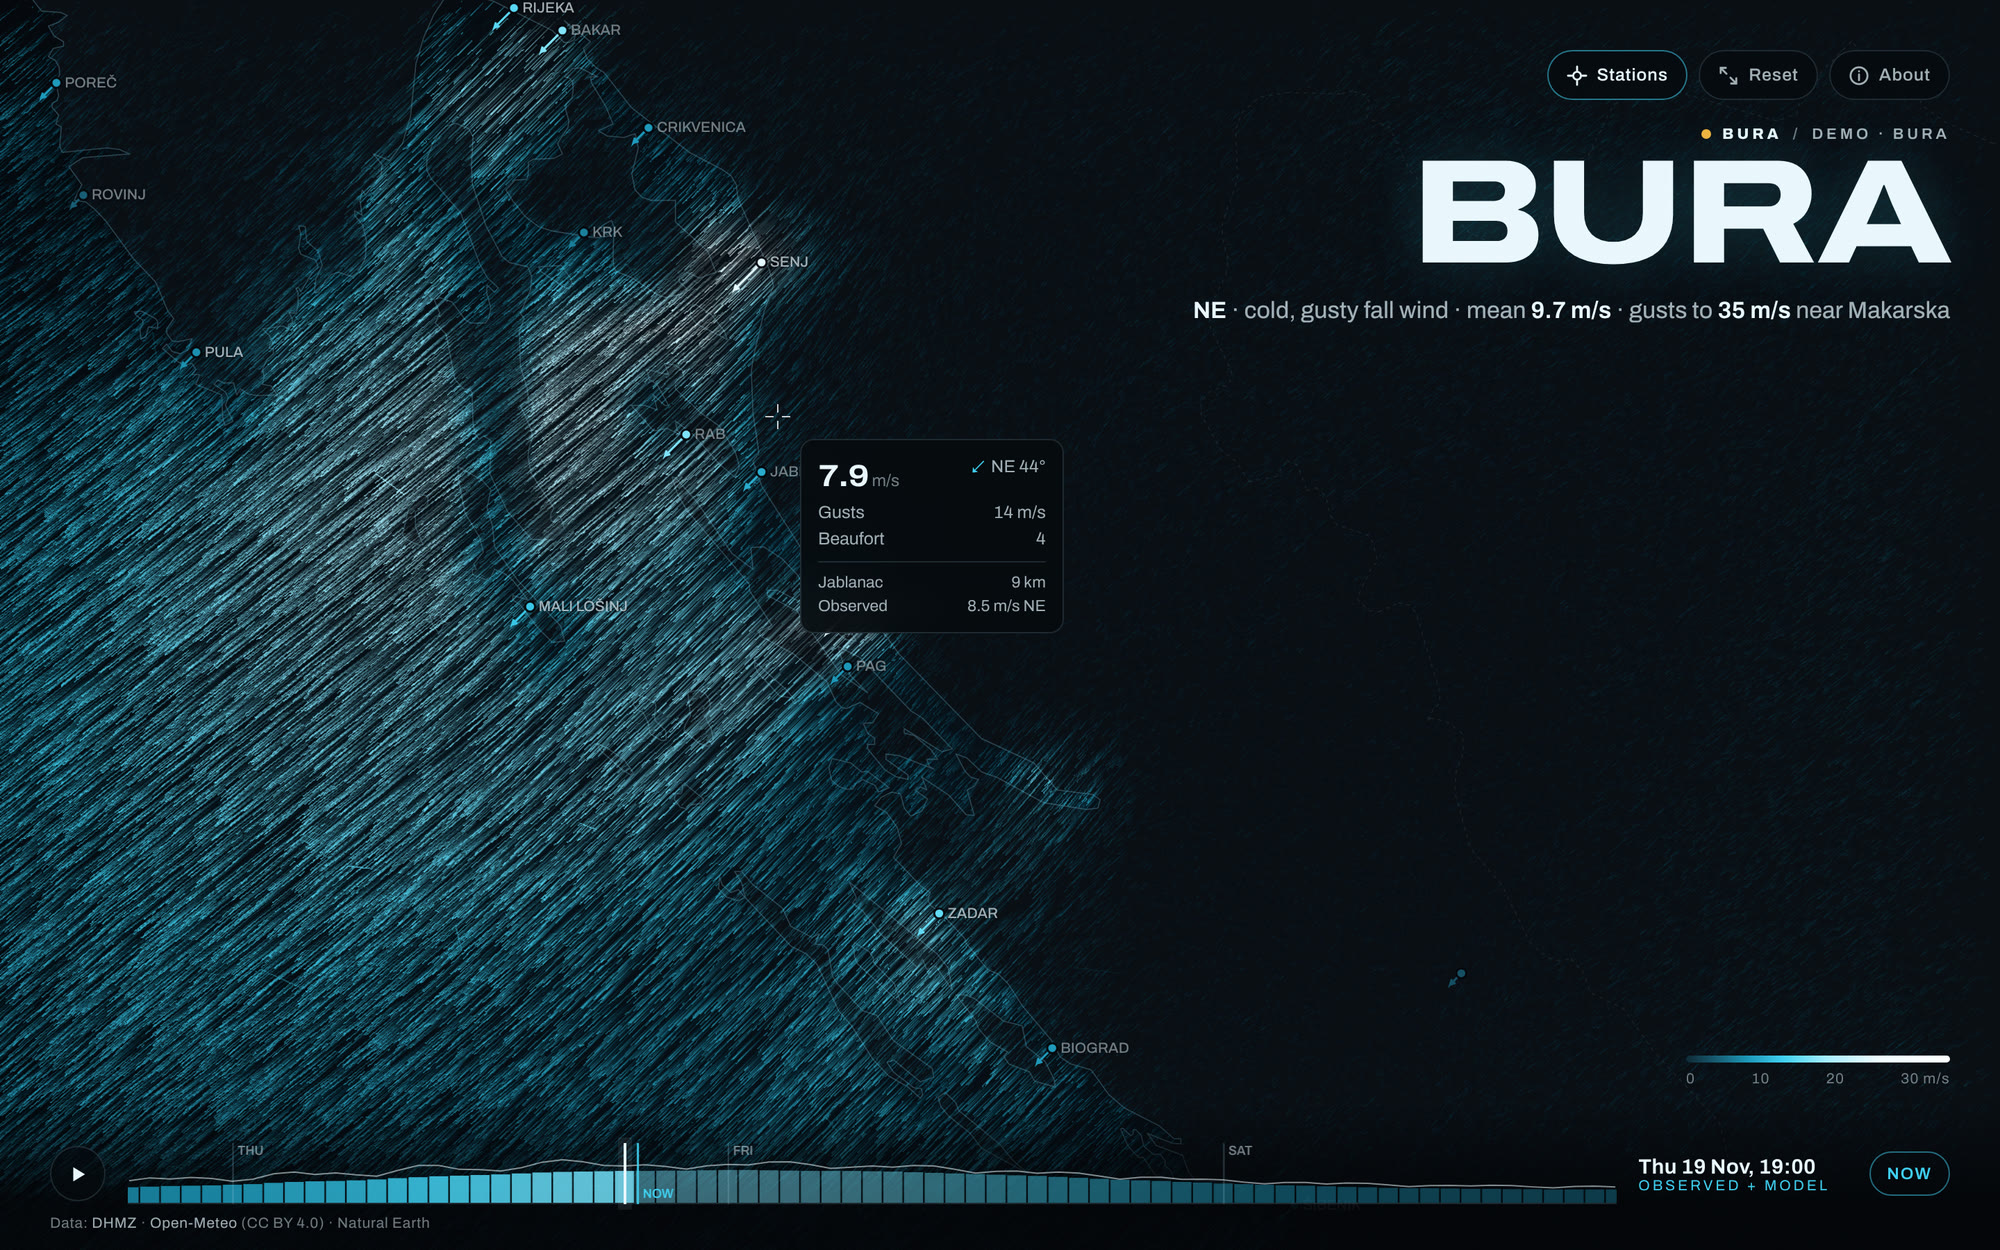 RIJEKA
BAKAR
POREČ
CRIKVENICA
ROVINJ
KRK
SENJ
PULA
RAB
JAB
MALI LOŠINJ
PAG
ZADAR
BIOGRAD
Stations
Reset
About
BURA / DEMO · BURA
BURA
NE · cold, gusty fall wind · mean 9.7 m/s · gusts to 35 m/s near Makarska
7.9 m/s
NE 44°
Gusts 14 m/s
Beaufort 4
Jablanac 9 km
Observed 8.5 m/s NE
0 10 20 30 m/s
THU FRI SAT
NOW
Thu 19 Nov, 19:00
OBSERVED + MODEL
NOW
ŠIBENIK
Data: DHMZ · Open-Meteo (CC BY 4.0) · Natural Earth